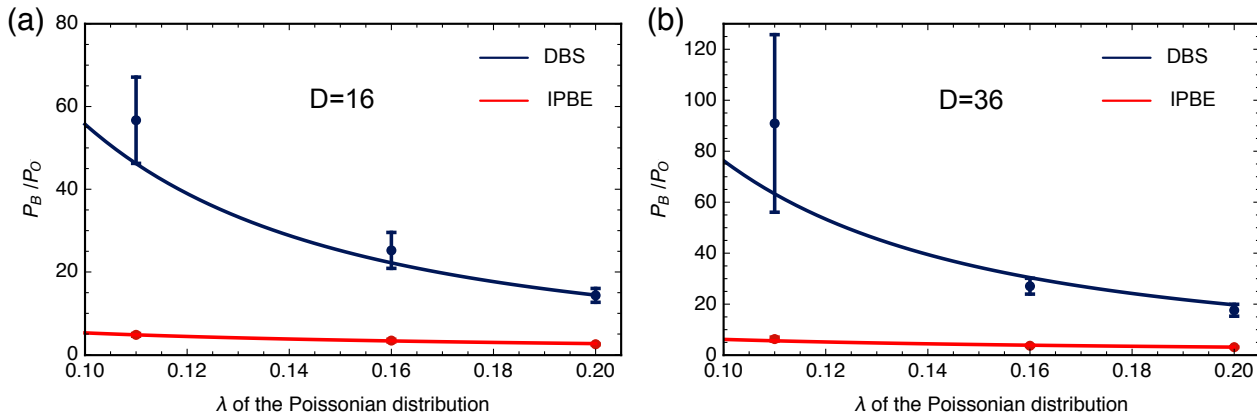 (a)
80
60
40
20
0
P_B /P_O
DBS
IPBE
D=16
0.10 0.12 0.14 0.16 0.18 0.20
λ of the Poissonian distribution
(b)
120
100
80
60
40
20
0
P_B /P_O
DBS
IPBE
D=36
0.10 0.12 0.14 0.16 0.18 0.20
λ of the Poissonian distribution